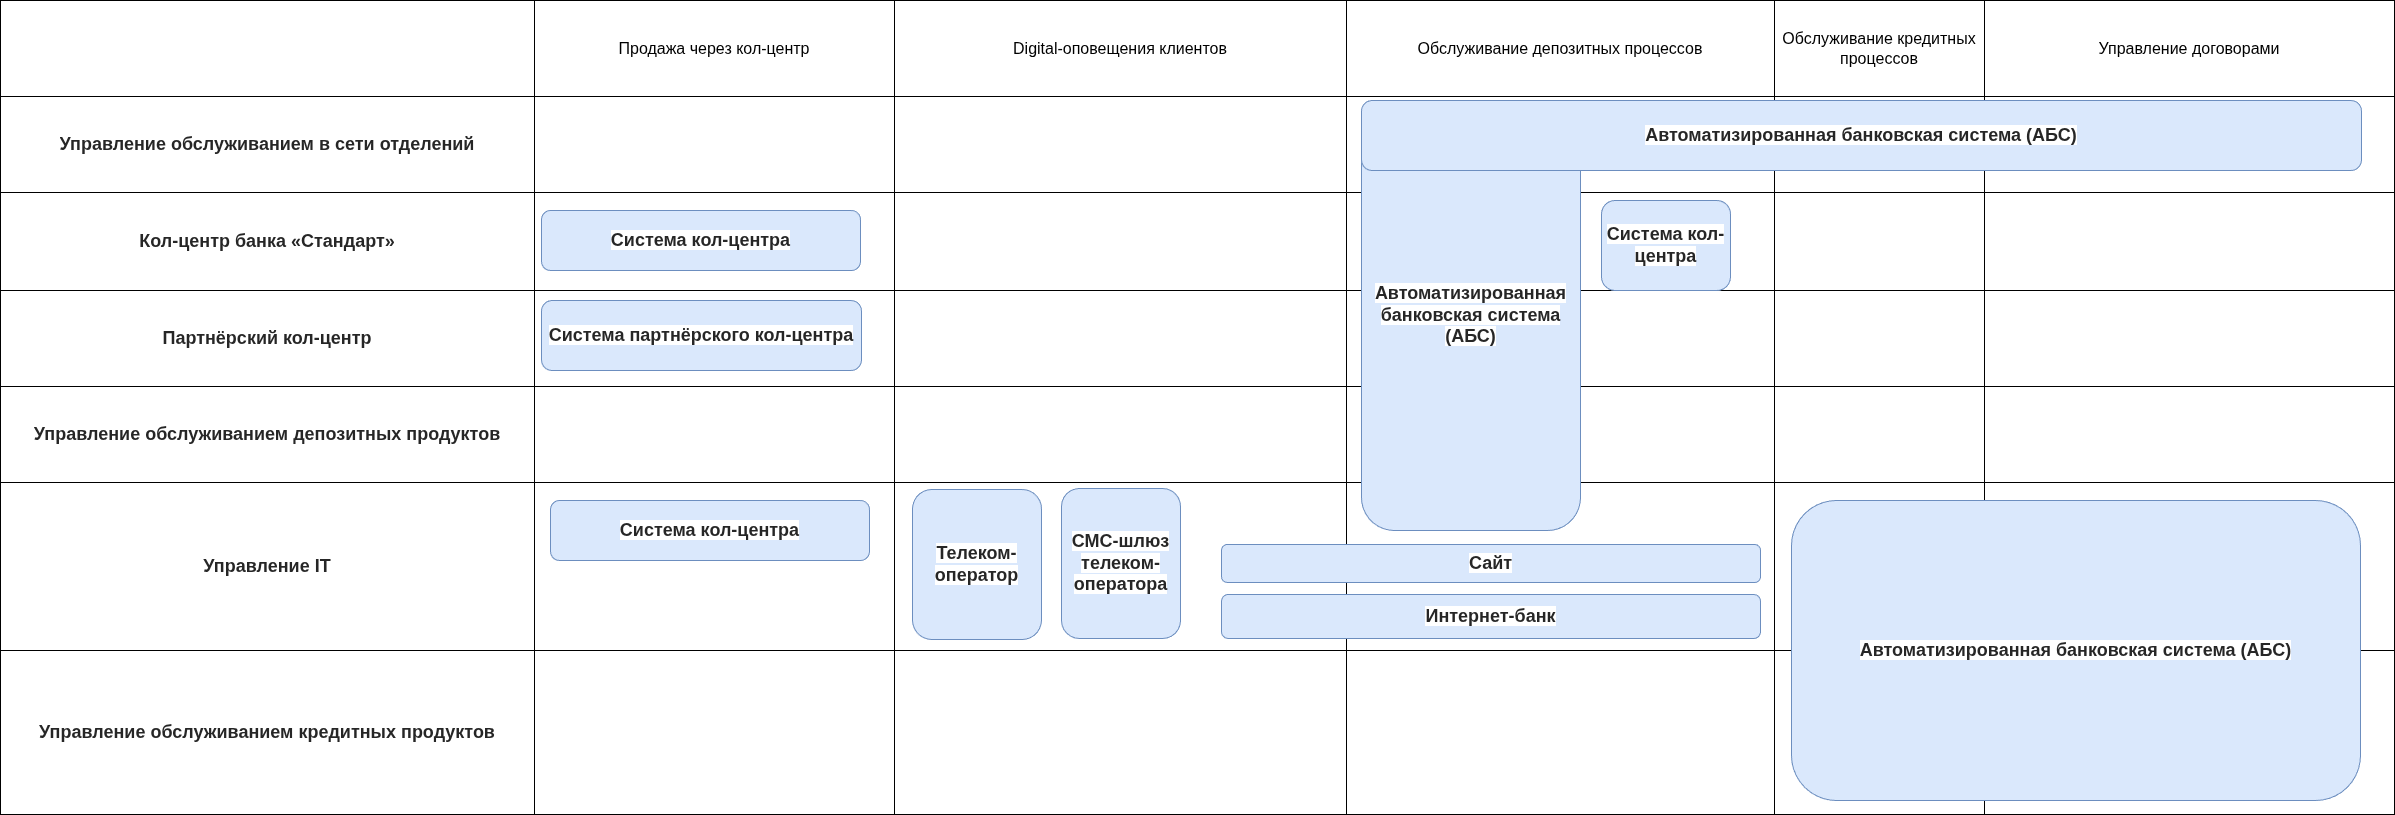 Продажа через кол-центр
Digital-оповещения клиентов
Обслуживание депозитных процессов
Обслуживание кредитных
процессов
Управление договорами
Управление обслуживанием в сети отделений
Автоматизированная банковская система (АБС)
Кол-центр банка «Стандарт»
Система кол-центра
Система кол-
центра
Автоматизированная
банковская система
(АБС)
Партнёрский кол-центр
Система партнёрского кол-центра
Управление обслуживанием депозитных продуктов
Управление IT
Система кол-центра
Телеком-
оператор
СМС-шлюз
телеком-
оператора
Сайт
Интернет-банк
Автоматизированная банковская система (АБС)
Управление обслуживанием кредитных продуктов